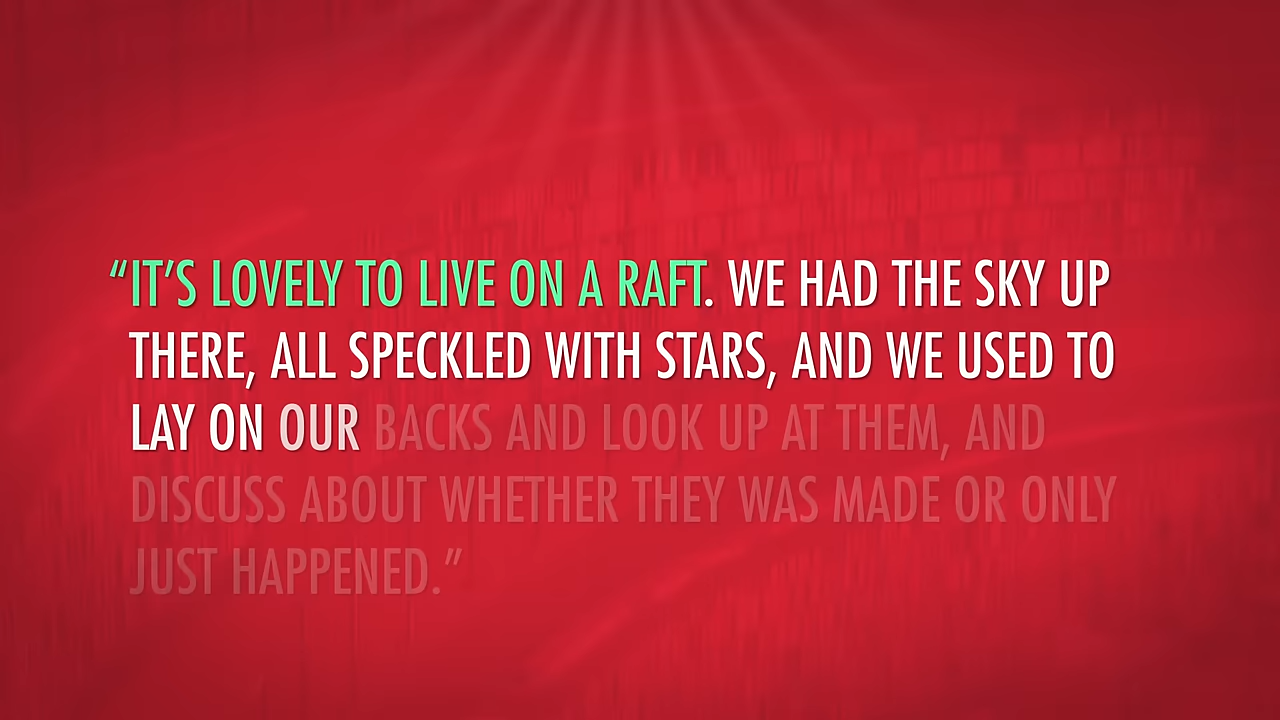 “IT’S LOVELY TO LIVE ON A RAFT. WE HAD THE SKY UP
THERE, ALL SPECKLED WITH STARS, AND WE USED TO
LAY ON OUR BACKS AND LOOK UP AT THEM, AND
DISCUSS ABOUT WHETHER THEY WAS MADE OR ONLY
JUST HAPPENED.”